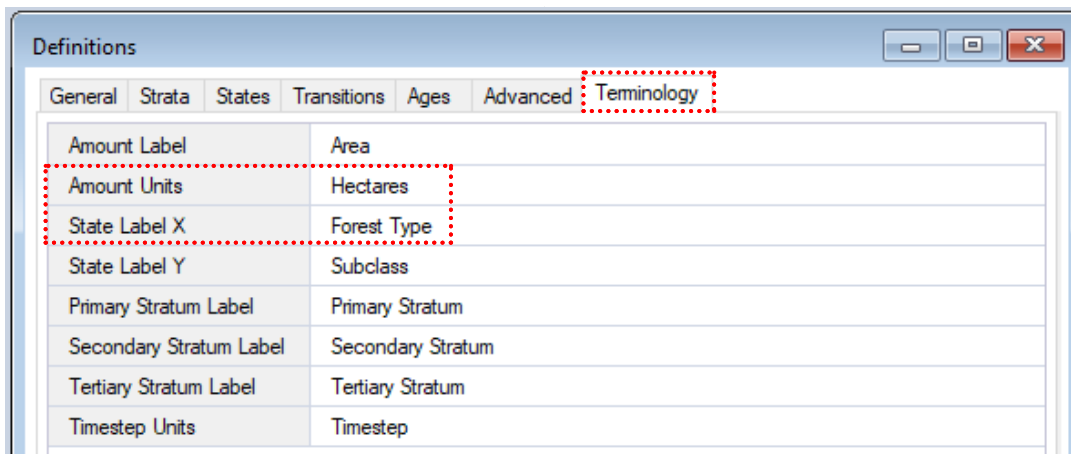 Definitions
General Strata States Transitions Ages Advanced Terminology
Amount Label Area
Amount Units Hectares
State Label X Forest Type
State Label Y Subclass
Primary Stratum Label Primary Stratum
Secondary Stratum Label Secondary Stratum
Tertiary Stratum Label Tertiary Stratum
Timestep Units Timestep